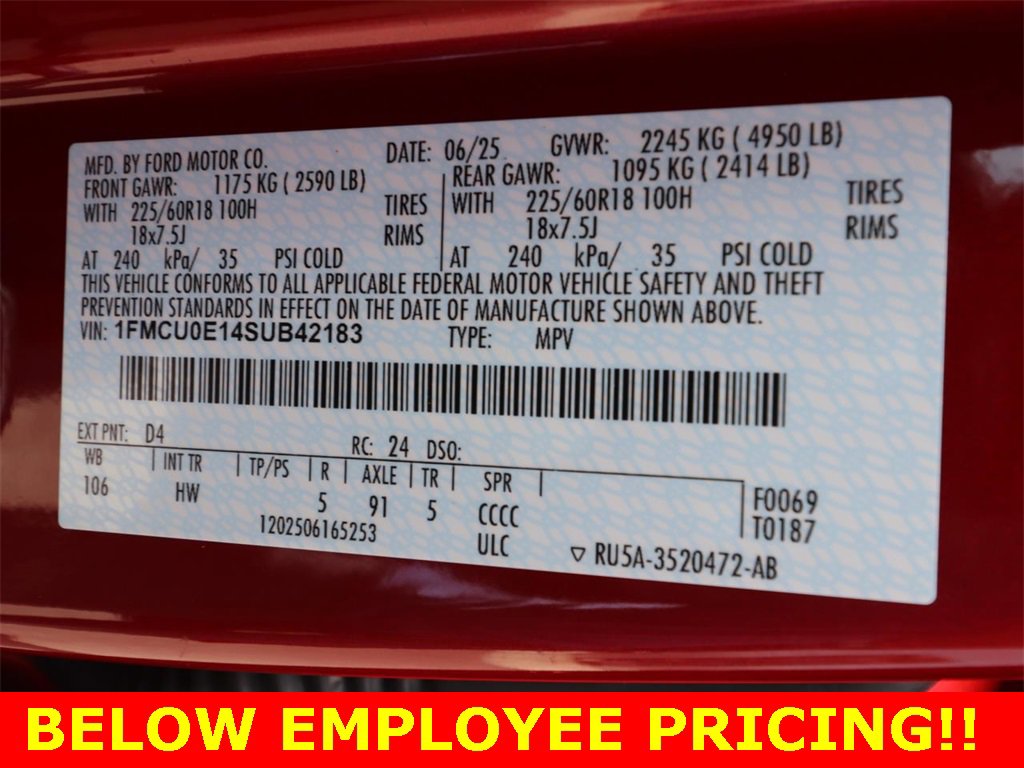 MFD. BY FORD MOTOR CO. DATE: 06/25 GVWR: 2245 KG ( 4950 LB)
FRONT GAWR: 1175 KG ( 2590 LB) REAR GAWR: 1095 KG ( 2414 LB)
WITH 225/60R18 100H TIRES WITH 225/60R18 100H TIRES
18x7.5J RIMS 18x7.5J RIMS
AT 240 kPa/ 35 PSI COLD AT 240 kPa/ 35 PSI COLD
THIS VEHICLE CONFORMS TO ALL APPLICABLE FEDERAL MOTOR VEHICLE SAFETY AND THEFT
PREVENTION STANDARDS IN EFFECT ON THE DATE OF MANUFACTURE SHOWN ABOVE.
VIN: 1FMCU0E14SUB42183 TYPE: MPV
EXT PNT: D4 RC: 24 DSO:
WB INT TR TP/PS R AXLE TR SPR
106 HW 5 91 5 CCCC F0069
1202506165253 ULC T0187
RU5A-3520472-AB
BELOW EMPLOYEE PRICING!!